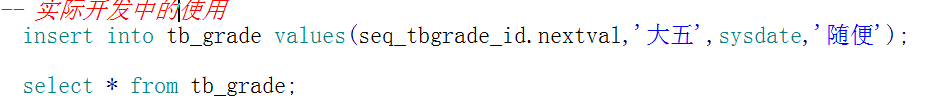 -- 实际开发中的使用
insert into tb_grade values(seq_tbgrade_id.nextval,'大五',sysdate,'随便');
select * from tb_grade;